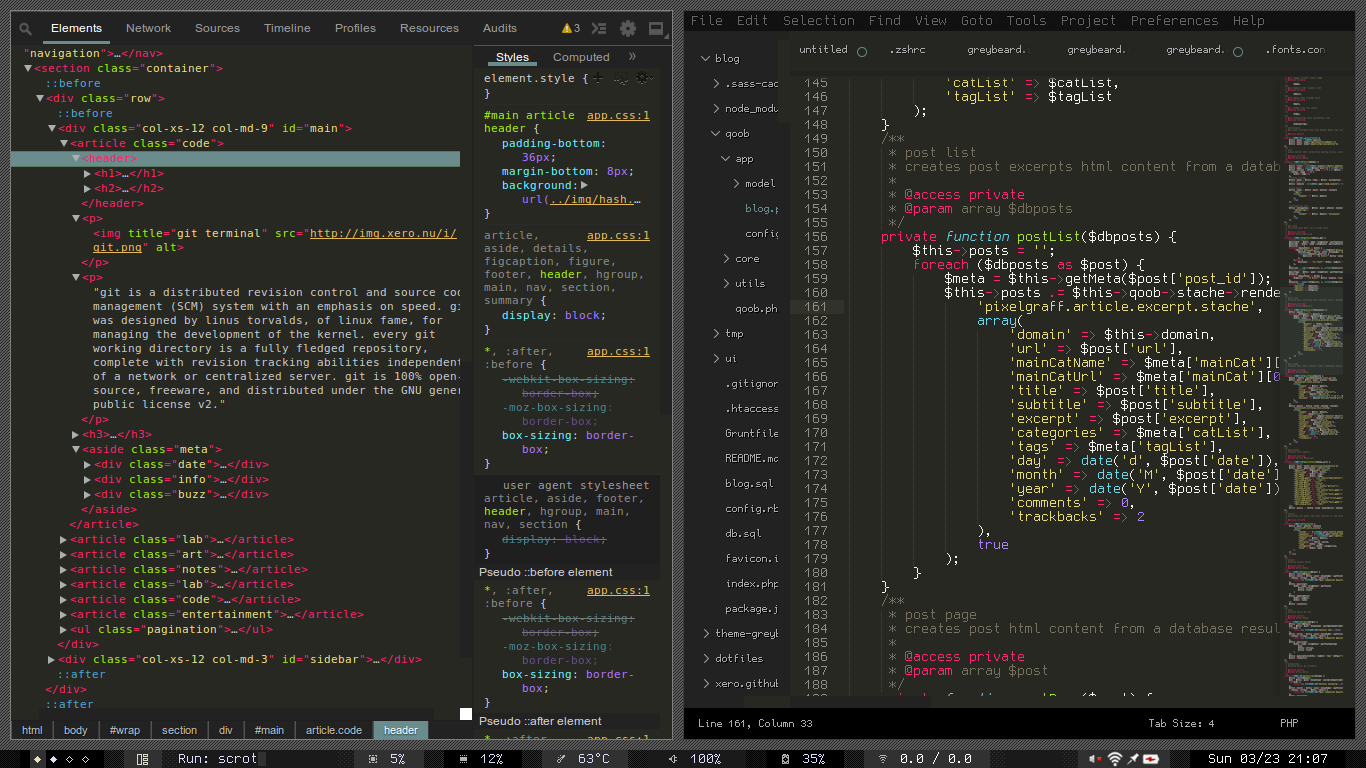 Elements Network Sources Timeline Profiles Resources Audits 3
"navigation">…</nav>
▼<section class="container">
::before
▼<div class="row">
::before
▼<div class="col-xs-12 col-md-9" id="main">
▼<article class="code">
▼<header>
▶<h1>…</h1>
▶<h2>…</h2>
</header>
▼<p>
<img title="git terminal" src="http://img.xero.nu/i/
git.png" alt>
</p>
▼<p>
"git is a distributed revision control and source
management (SCM) system with an emphasis on speed.
was designed by linus torvalds, of linux fame, for
managing the development of the kernel. every git
working directory is a fully fledged repository,
complete with revision tracking abilities independent
of a network or centralized server. git is 100% open-
source, freeware, and distributed under the GNU
public license v2."
</p>
▶<h3>…</h3>
▼<aside class="meta">
▶<div class="date">…</div>
▶<div class="info">…</div>
▶<div class="buzz">…</div>
</aside>
</article>
▶<article class="lab">…</article>
▶<article class="art">…</article>
▶<article class="notes">…</article>
▶<article class="lab">…</article>
▶<article class="code">…</article>
▶<article class="entertainment">…</article>
▶<ul class="pagination">…</ul>
</div>
▶<div class="col-xs-12 col-md-3" id="sidebar">…</div>
::after
</div>
::after
html body #wrap section div #main article.code header
Styles Computed »
element.style {
}
#main article app.css:1
header {
padding-bottom:
36px;
margin-bottom: 8px;
background:▶
url(../img/hash.…
}
article, app.css:1
aside, details,
figcaption, figure,
footer, header, hgroup,
main, nav, section,
summary {
display: block;
}
*, :after, app.css:1
:before {
-webkit-box-sizing:
border-box;
-moz-box-sizing:
border-box;
box-sizing: border-
box;
}
user agent stylesheet
article, aside, footer,
header, hgroup, main,
nav, section {
display: block;
}
Pseudo ::before element
*, :after, app.css:1
:before {
-webkit-box-sizing:
border-box;
-moz-box-sizing:
border-box;
box-sizing: border-
box;
}
Pseudo ::after element
*, :after, app.css:1
File Edit Selection Find View Goto Tools Project Preferences Help
untitled .zshrc greybeard. greybeard. greybeard. .fonts.con
blog
.sass-cac
node_modu
qoob
app
model
blog.p
config
core
utils
qoob.ph
tmp
ui
.gitignor
.htaccess
Gruntfile
README.md
blog.sql
config.rb
db.sql
favicon.i
index.php
package.j
theme-greyb
dotfiles
xero.github
145 'catList' => $catList,
146 'tagList' => $tagList
147 );
148 }
149 /**
150 * post list
151 * creates post excerpts html content from a datab
152 *
153 * @access private
154 * @param array $dbposts
155 */
156 private function postList($dbposts) {
157 $this->posts = '';
158 foreach ($dbposts as $post) {
159 $meta = $this->getMeta($post['post_id']);
160 $this->posts .= $this->qoob->stache->rende
161 'pixelgraff.article.excerpt.stache',
162 array(
163 'domain' => $this->domain,
164 'url' => $post['url'],
165 'mainCatName' => $meta['mainCat'][
166 'mainCatUrl' => $meta['mainCat'][0
167 'title' => $post['title'],
168 'subtitle' => $post['subtitle'],
169 'excerpt' => $post['excerpt'],
170 'categories' => $meta['catList'],
171 'tags' => $meta['tagList'],
172 'day' => date('d', $post['date']),
173 'month' => date('M', $post['date']
174 'year' => date('Y', $post['date'])
175 'comments' => 0,
176 'trackbacks' => 2
177 ),
178 true
179 );
180 }
181 }
182 /**
183 * post page
184 * creates post html content from a database resul
185 *
186 * @access private
187 * @param array $post
188 */
Line 161, Column 33 Tab Size: 4 PHP
Run: scrot 5% 12% 63°C 100% 35% 0.0 / 0.0 Sun 03/23 21:07